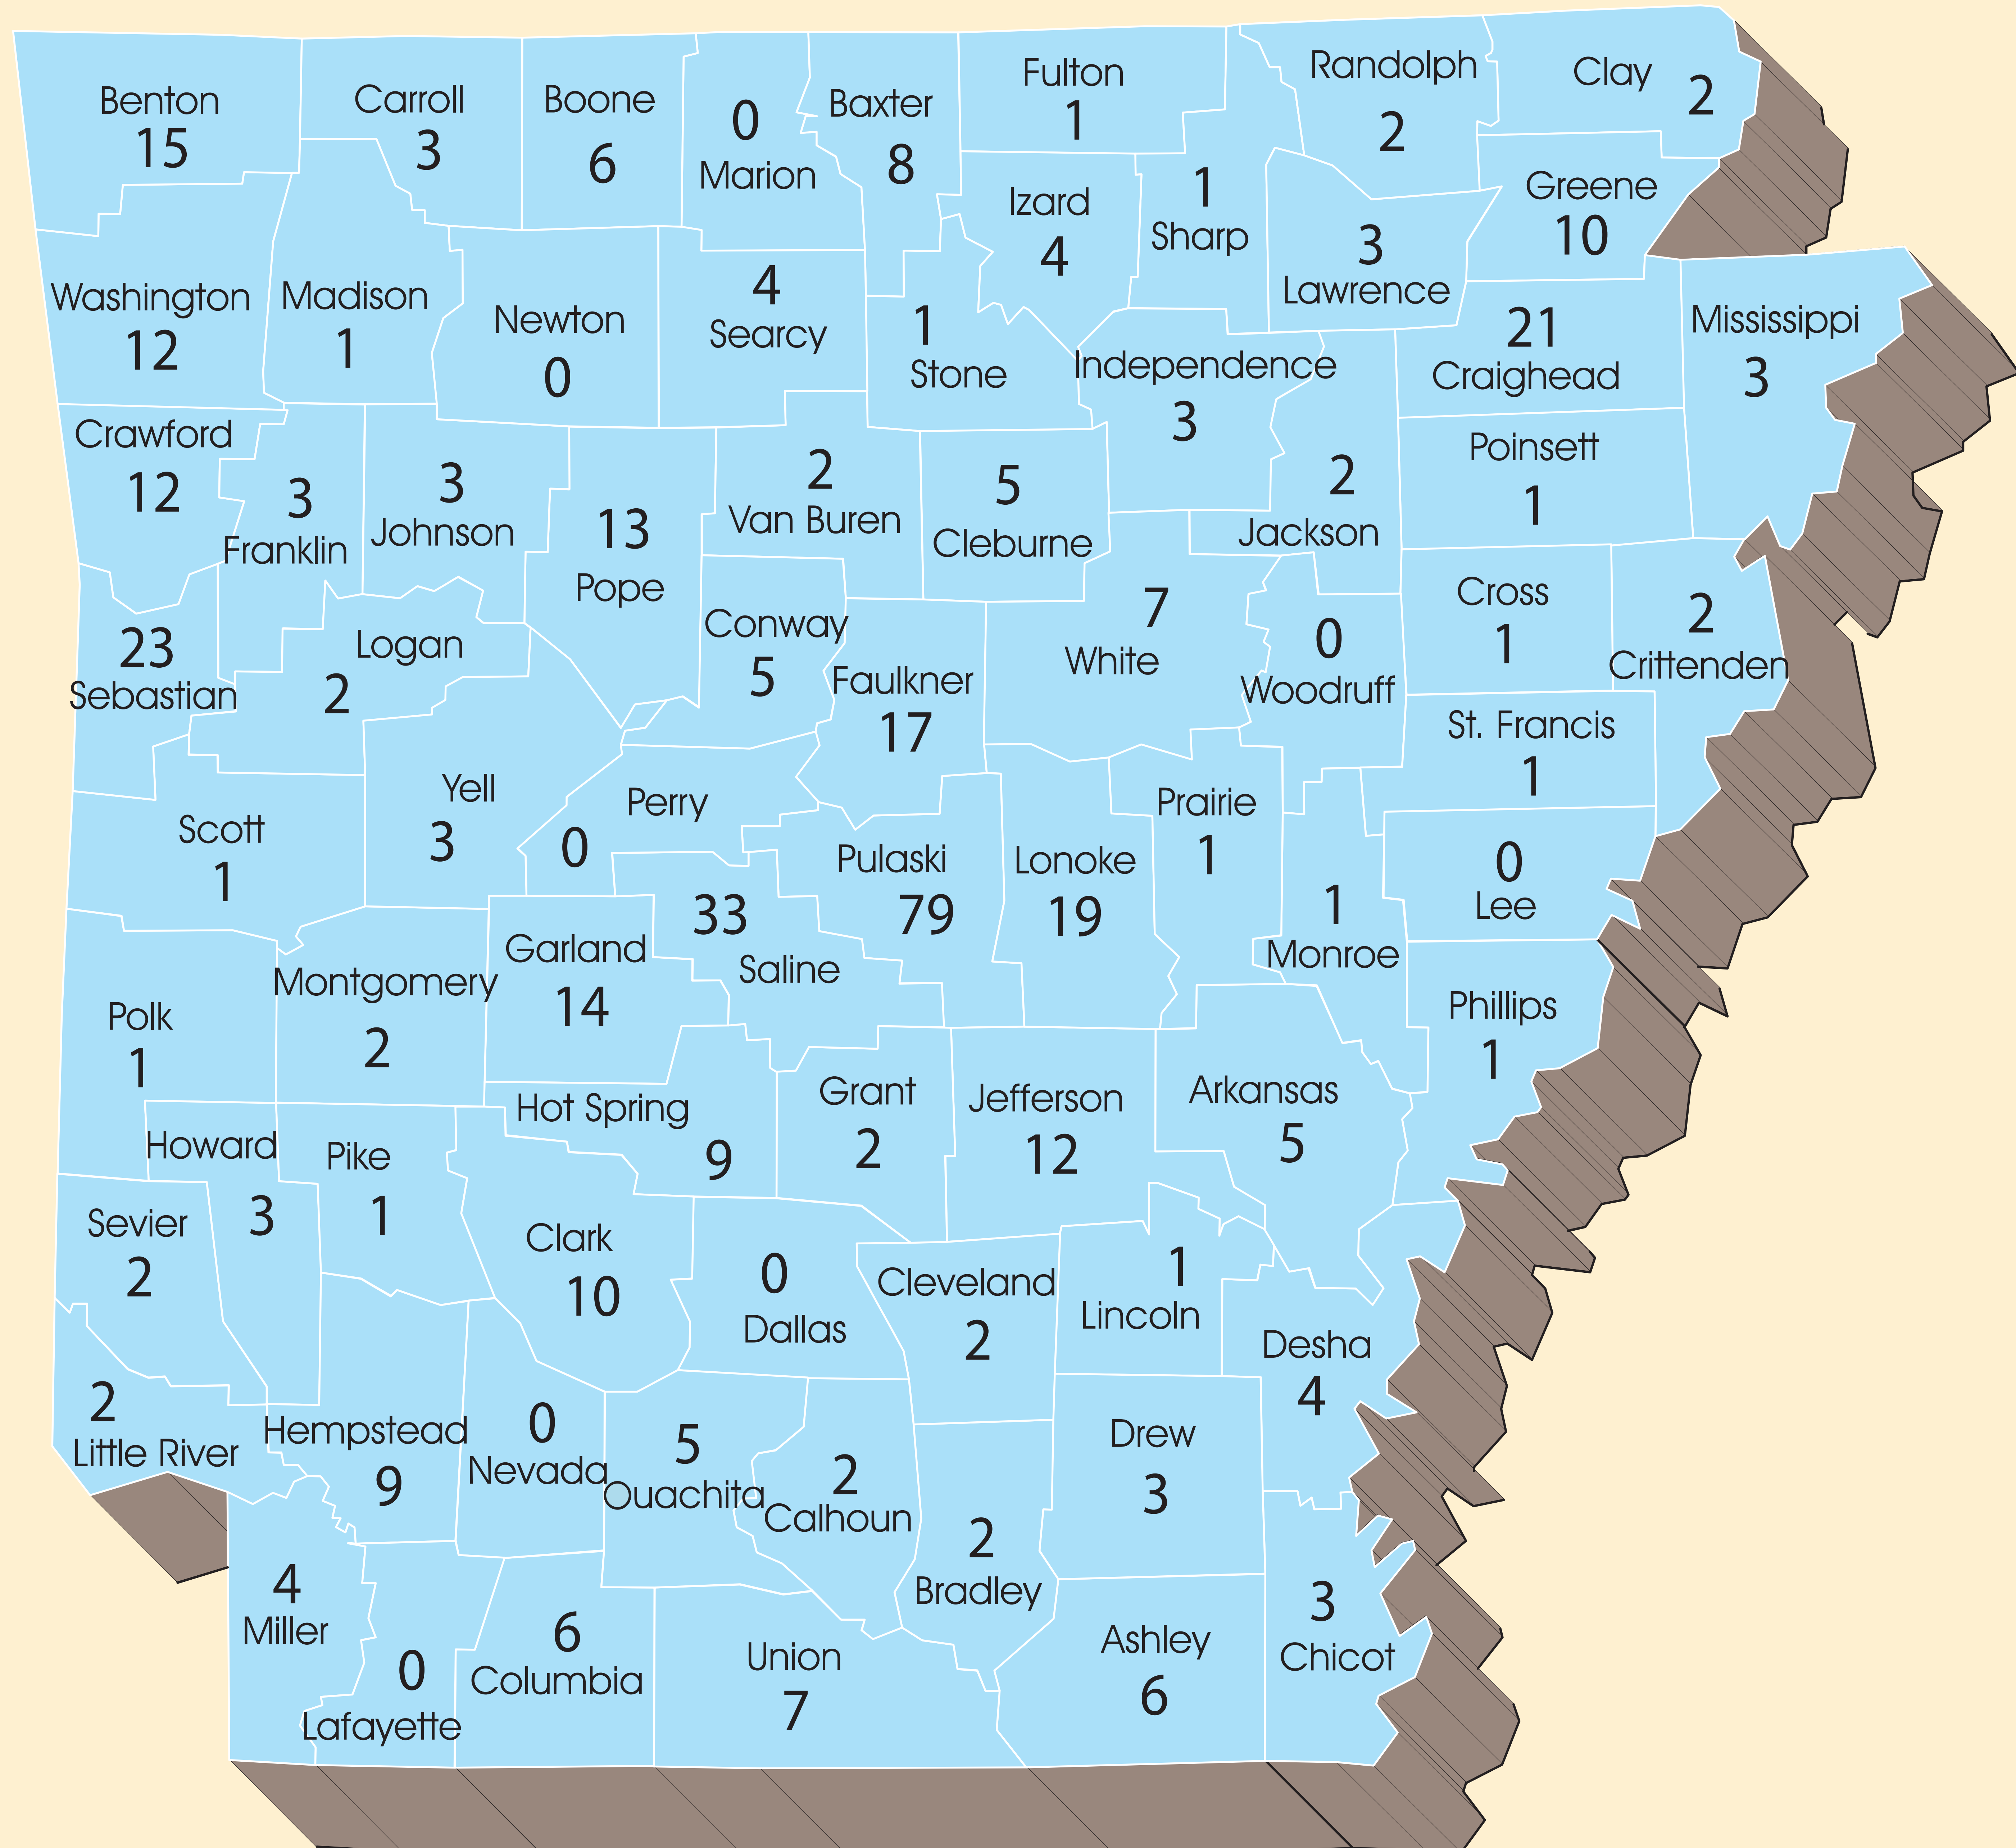 Benton
15
Carroll
3
Boone
6
0
Marion
Baxter
8
Fulton
1
Randolph
2
Clay
2
Izard
4
1
Sharp
3
Lawrence
Greene
10
Washington
12
Madison
1
Newton
0
4
Searcy
1
Stone
Independence
3
21
Craighead
Mississippi
3
Crawford
12
3
Franklin
3
Johnson
13
Pope
2
Van Buren
5
Cleburne
2
Jackson
Poinsett
1
23
Sebastian
Logan
2
Conway
5
Faulkner
17
7
White
0
Woodruff
Cross
1
2
Crittenden
St. Francis
1
Scott
1
Yell
3
Perry
0
Pulaski
79
Lonoke
19
Prairie
1
1
Monroe
0
Lee
33
Saline
Garland
14
Montgomery
2
Polk
1
Phillips
1
Hot Spring
9
Grant
2
Jefferson
12
Arkansas
5
Howard
3
Pike
1
Sevier
2
Clark
10
0
Dallas
Cleveland
2
1
Lincoln
Desha
4
2
Little River
Hempstead
9
0
Nevada
5
Ouachita
2
Calhoun
2
Bradley
Drew
3
4
Miller
0
Lafayette
6
Columbia
Union
7
Ashley
6
3
Chicot